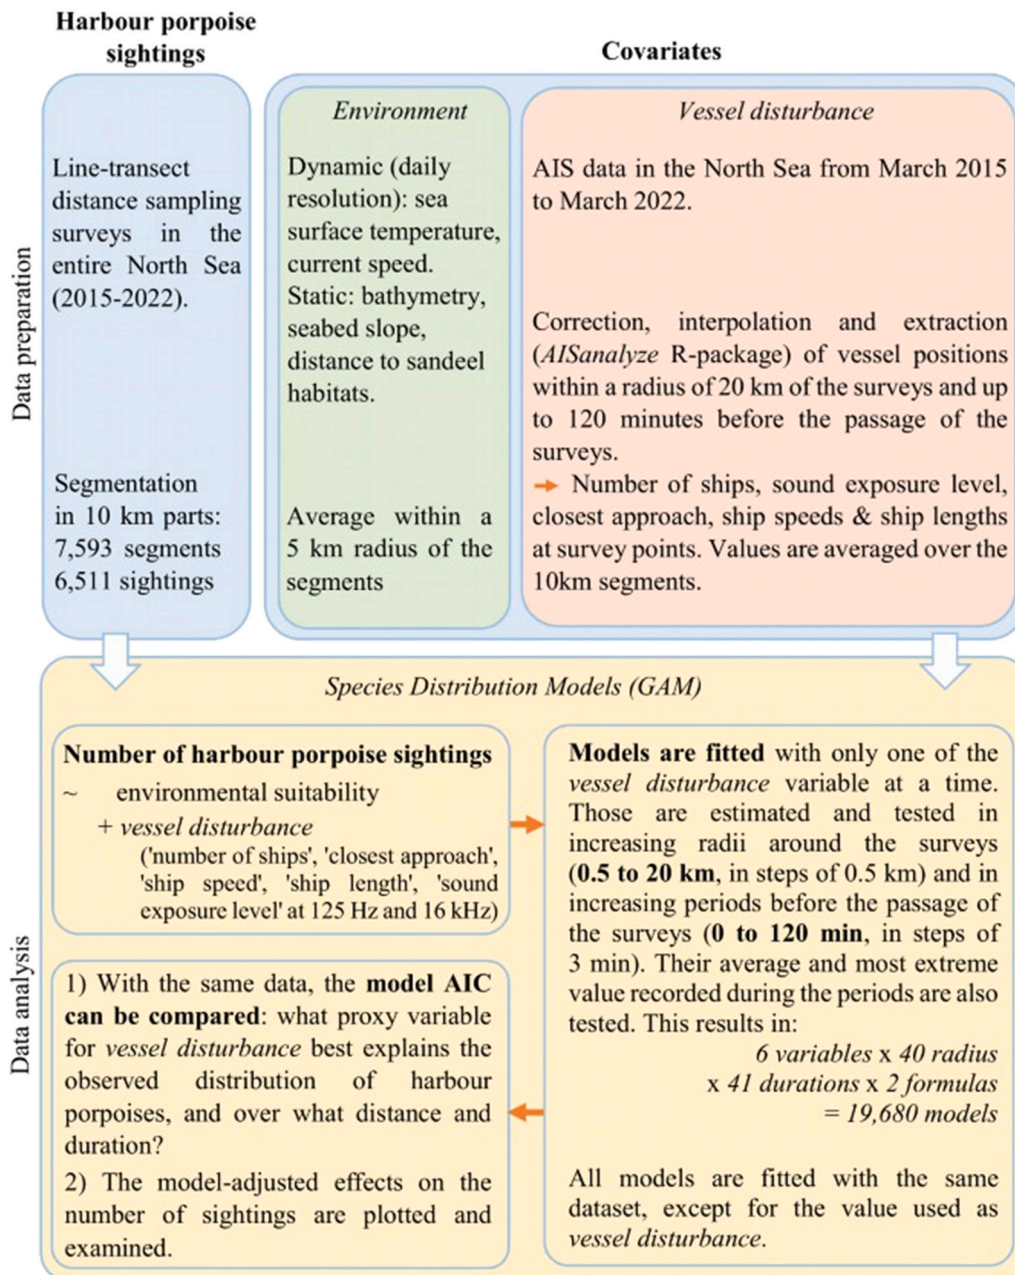 Harbour porpoise
sightings
Covariates
Data preparation
Line-transect
distance sampling
surveys in the
entire North Sea
(2015-2022).
Segmentation
in 10 km parts:
7,593 segments
6,511 sightings
Environment
Dynamic (daily
resolution): sea
surface temperature,
current speed.
Static: bathymetry,
seabed slope,
distance to sandeel
habitats.
Average within a
5 km radius of the
segments
Vessel disturbance
AIS data in the North Sea from March 2015
to March 2022.
Correction, interpolation and extraction
(AISanalyze R-package) of vessel positions
within a radius of 20 km of the surveys and up
to 120 minutes before the passage of the
surveys.
→ Number of ships, sound exposure level,
closest approach, ship speeds & ship lengths
at survey points. Values are averaged over the
10km segments.
Data analysis
Species Distribution Models (GAM)
Number of harbour porpoise sightings
~ environmental suitability
+ vessel disturbance
('number of ships', 'closest approach',
'ship speed', 'ship length', 'sound
exposure level' at 125 Hz and 16 kHz)
Models are fitted with only one of the
vessel disturbance variable at a time.
Those are estimated and tested in
increasing radii around the surveys
(0.5 to 20 km, in steps of 0.5 km) and in
increasing periods before the passage of
the surveys (0 to 120 min, in steps of
3 min). Their average and most extreme
value recorded during the periods are also
tested. This results in:
6 variables x 40 radius
x 41 durations x 2 formulas
= 19,680 models
All models are fitted with the same
dataset, except for the value used as
vessel disturbance.
1) With the same data, the model AIC
can be compared: what proxy variable
for vessel disturbance best explains the
observed distribution of harbour
porpoises, and over what distance and
duration?
2) The model-adjusted effects on the
number of sightings are plotted and
examined.